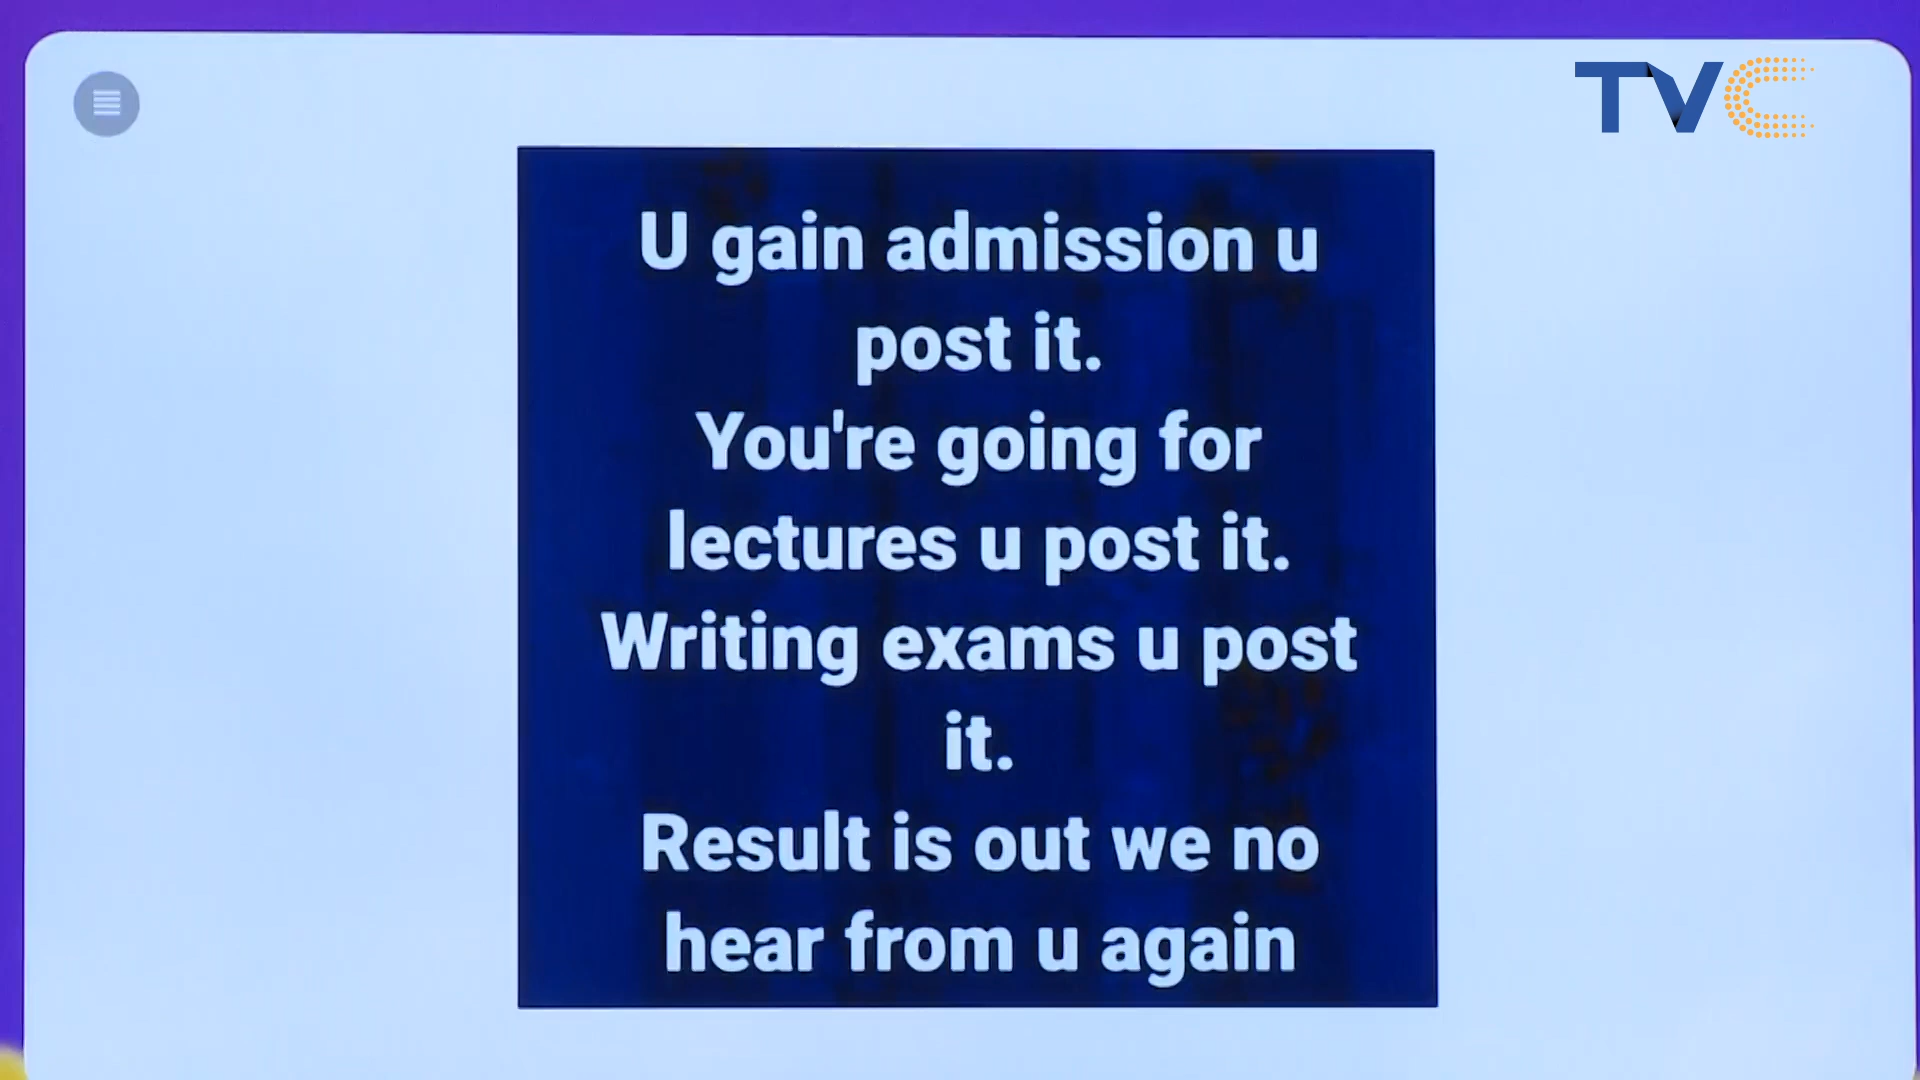 TVC
U gain admission u
post it.
You're going for
lectures u post it.
Writing exams u post
it.
Result is out we no
hear from u again